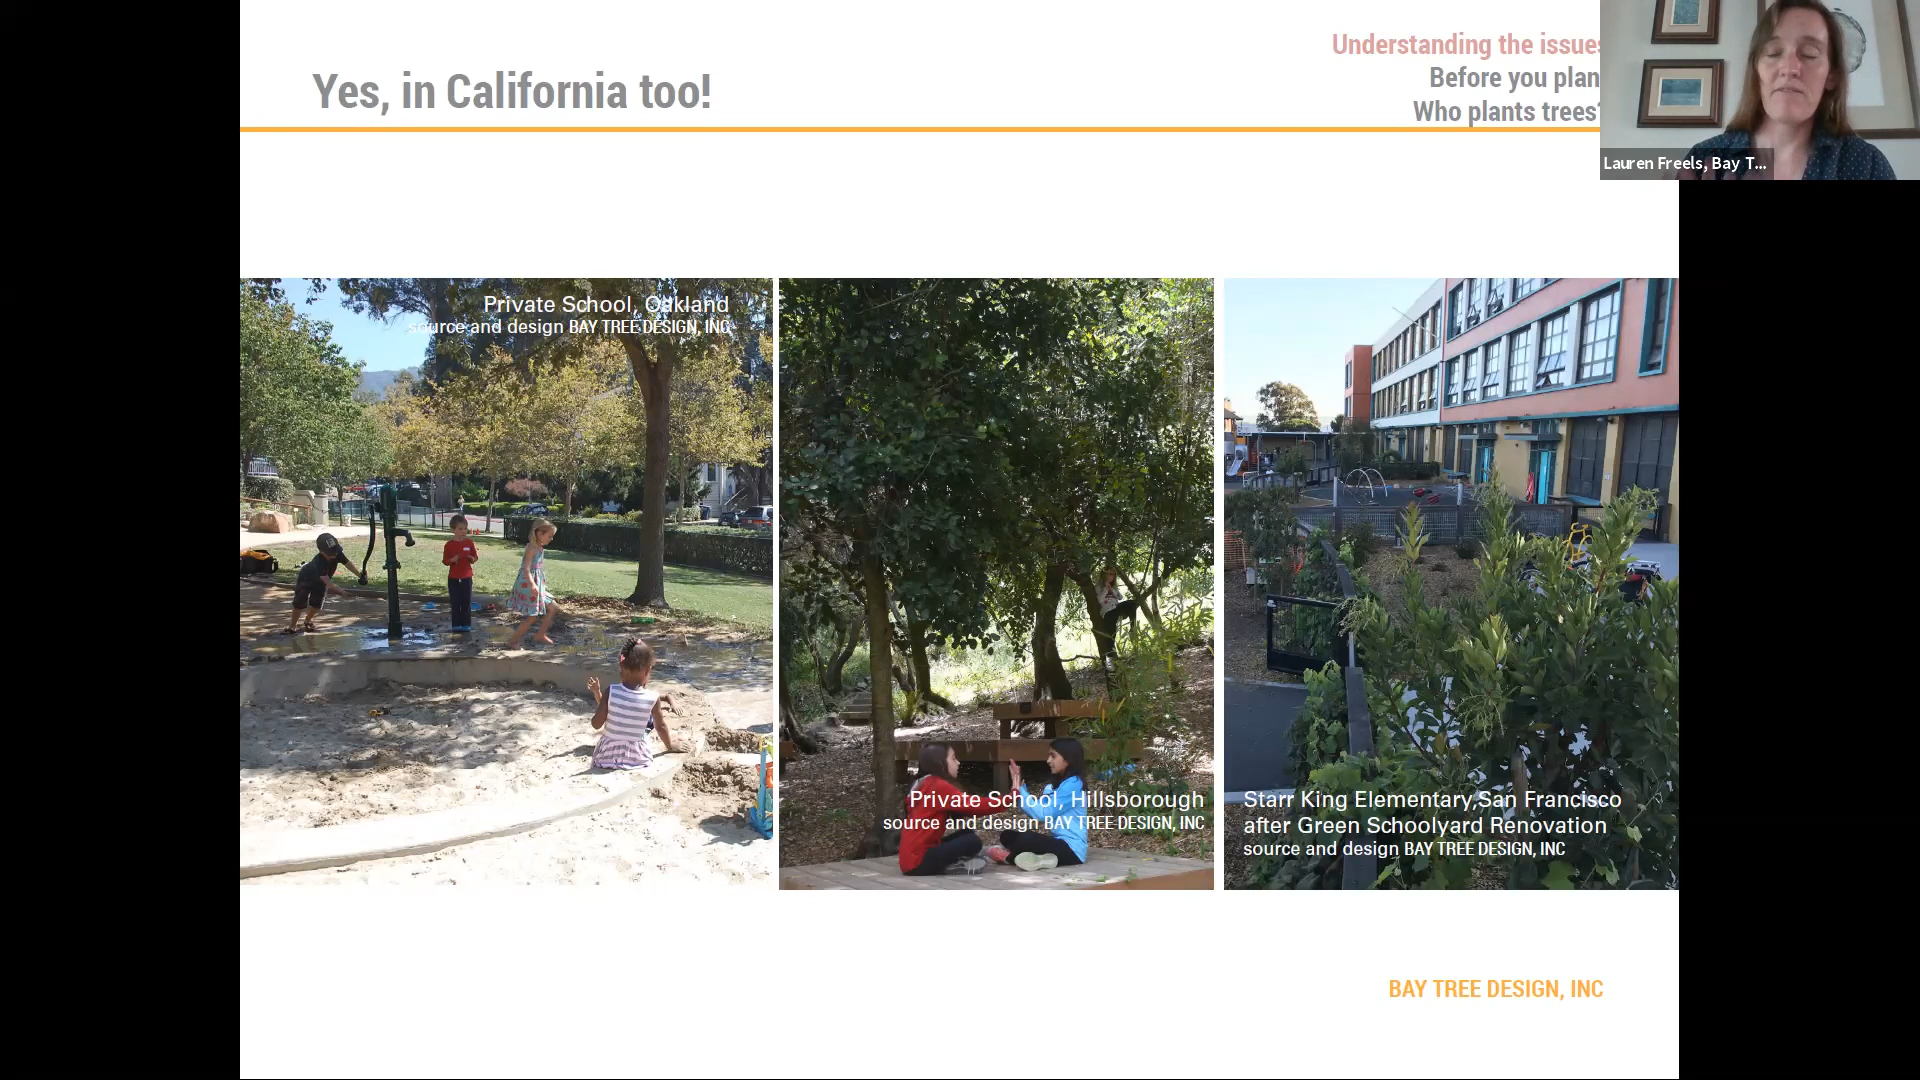 Yes, in California too!
Understanding the issues
Before you plan
Who plants trees?
Lauren Freels, Bay T...
Private School, Oakland
source and design BAY TREE DESIGN, INC
Private School, Hillsborough
source and design BAY TREE DESIGN, INC
Starr King Elementary,San Francisco
after Green Schoolyard Renovation
source and design BAY TREE DESIGN, INC
BAY TREE DESIGN, INC